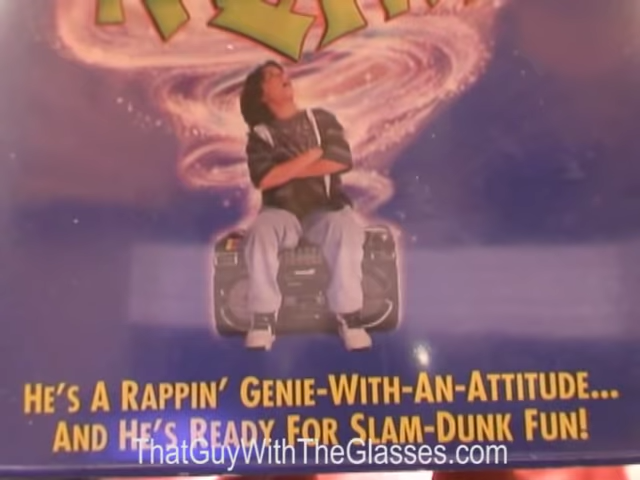 HE'S A RAPPIN' GENIE-WITH-AN-ATTITUDE...
AND HE'S READY FOR SLAM-DUNK FUN!
ThatGuyWithTheGlasses.com